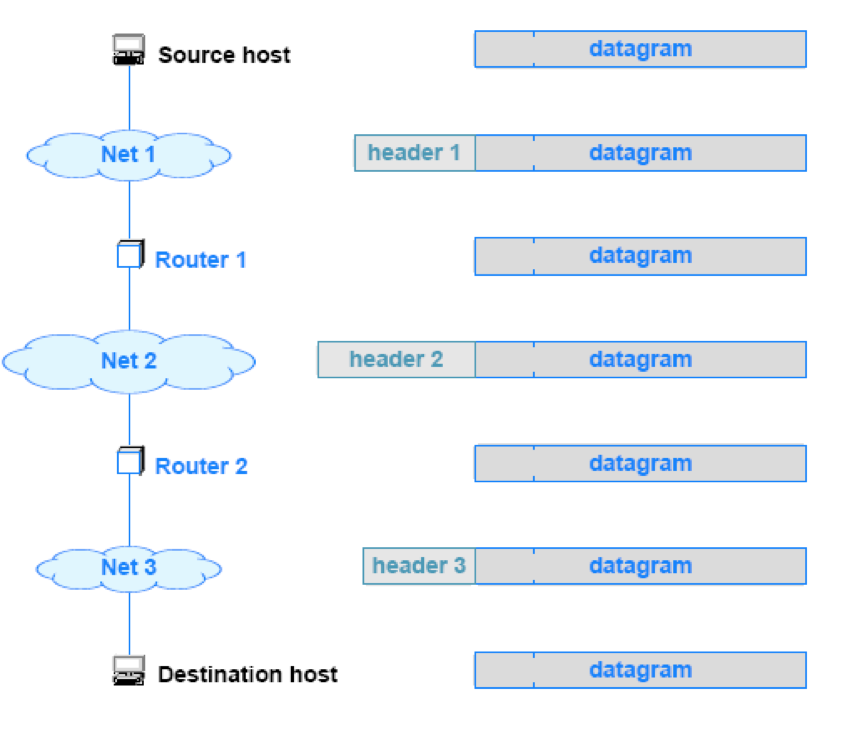 Source host datagram
Net 1 header 1 datagram
Router 1 datagram
Net 2 header 2 datagram
Router 2 datagram
Net 3 header 3 datagram
Destination host datagram